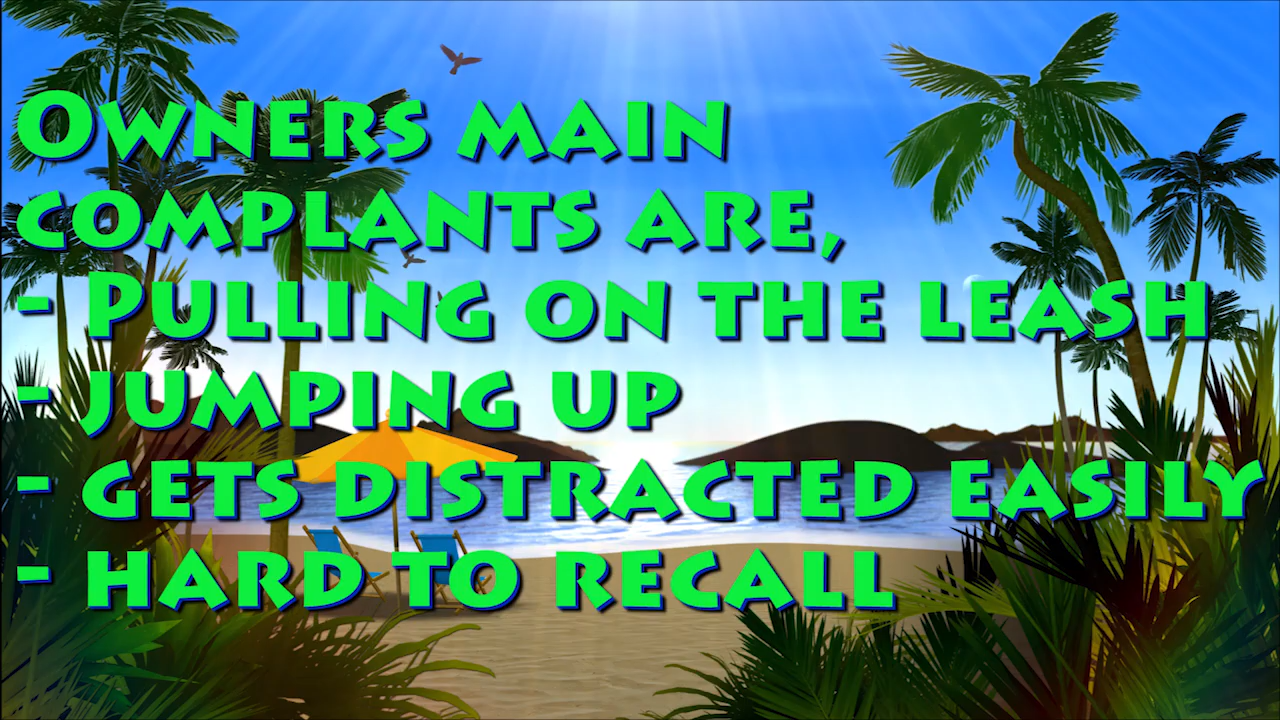 Owners main
complants are,
- Pulling on the leash
- jumping up
- gets distracted easily
- hard to recall